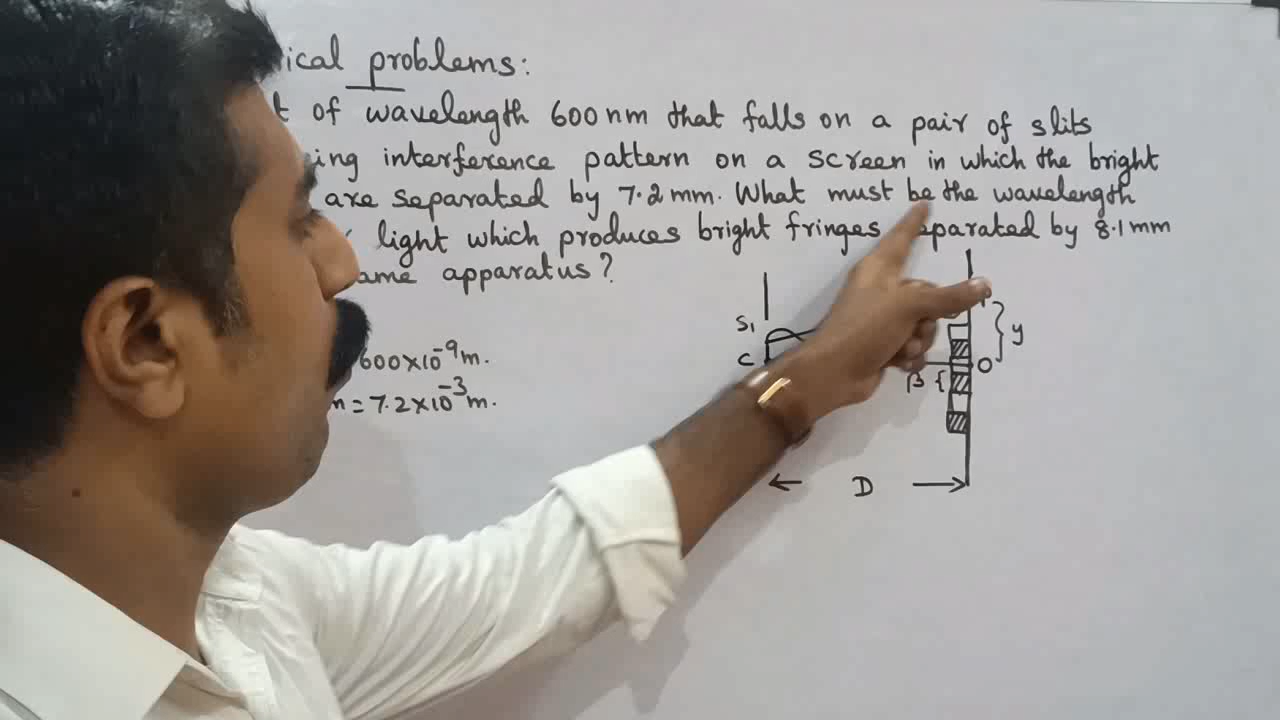 ical problems:
t of wavelength 600 nm that falls on a pair of slits
ing interference pattern on a screen in which the bright
are separated by 7.2 mm. What must be the wavelength
light which produces bright fringes eparated by 8.1 mm
ame apparatus?
600×10⁻⁹m.
m = 7.2×10⁻³m.
S₁
C
β {
O
} y
D